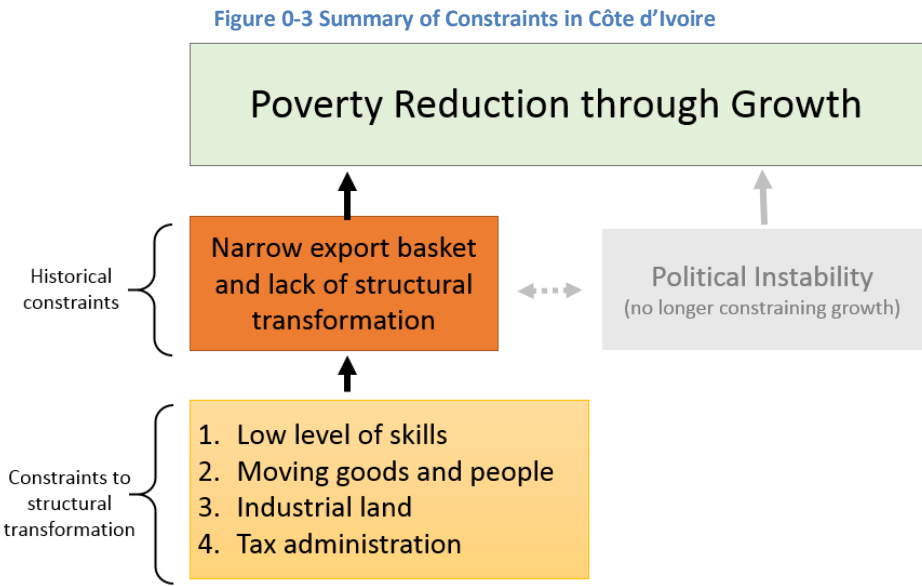 Figure 0-3 Summary of Constraints in Côte d’Ivoire
Poverty Reduction through Growth
Historical
constraints
Narrow export basket
and lack of structural
transformation
Political Instability
(no longer constraining growth)
Constraints to
structural
transformation
1. Low level of skills
2. Moving goods and people
3. Industrial land
4. Tax administration